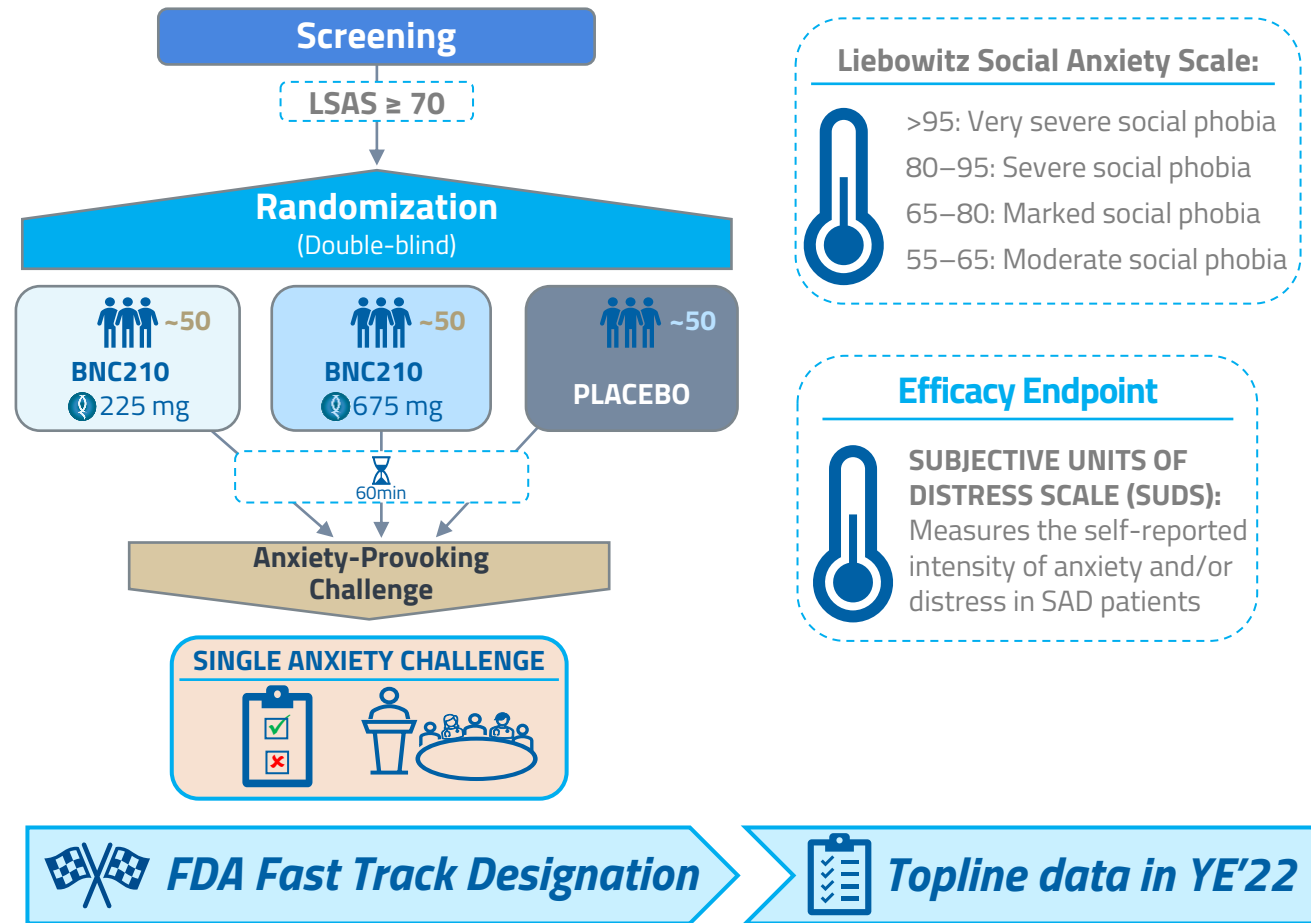 Screening
LSAS ≥ 70
Randomization
(Double-blind)
~50
BNC210
225 mg
~50
BNC210
675 mg
~50
PLACEBO
60min
Anxiety-Provoking
Challenge
SINGLE ANXIETY CHALLENGE
Liebowitz Social Anxiety Scale:
>95: Very severe social phobia
80–95: Severe social phobia
65–80: Marked social phobia
55–65: Moderate social phobia
Efficacy Endpoint
SUBJECTIVE UNITS OF
DISTRESS SCALE (SUDS):
Measures the self-reported
intensity of anxiety and/or
distress in SAD patients
FDA Fast Track Designation
Topline data in YE’22